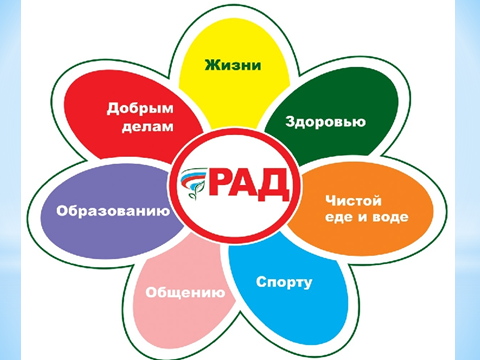 Жизни
Добрым
делам
Здоровью
РАД
Образованию
Чистой
еде и воде
Общению
Спорту